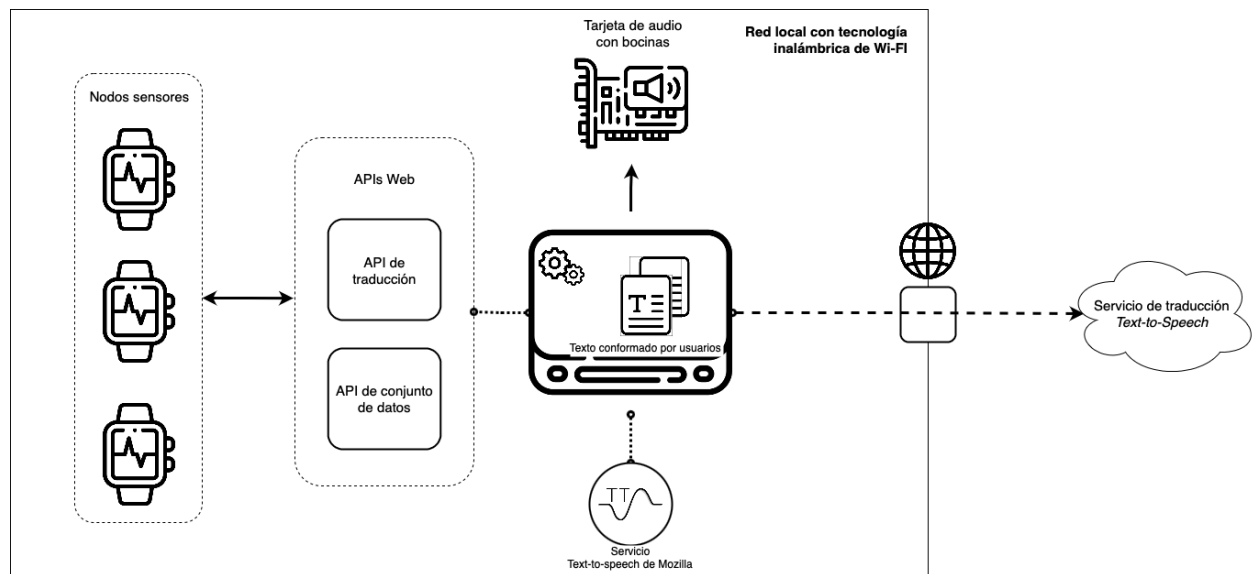 Tarjeta de audio
con bocinas
Red local con tecnología
inalámbrica de Wi-FI
Nodos sensores
APIs Web
API de
traducción
API de conjunto
de datos
T
Texto conformado por usuarios
Servicio de traducción
Text-to-Speech
TT
Servicio
Text-to-speech de Mozilla